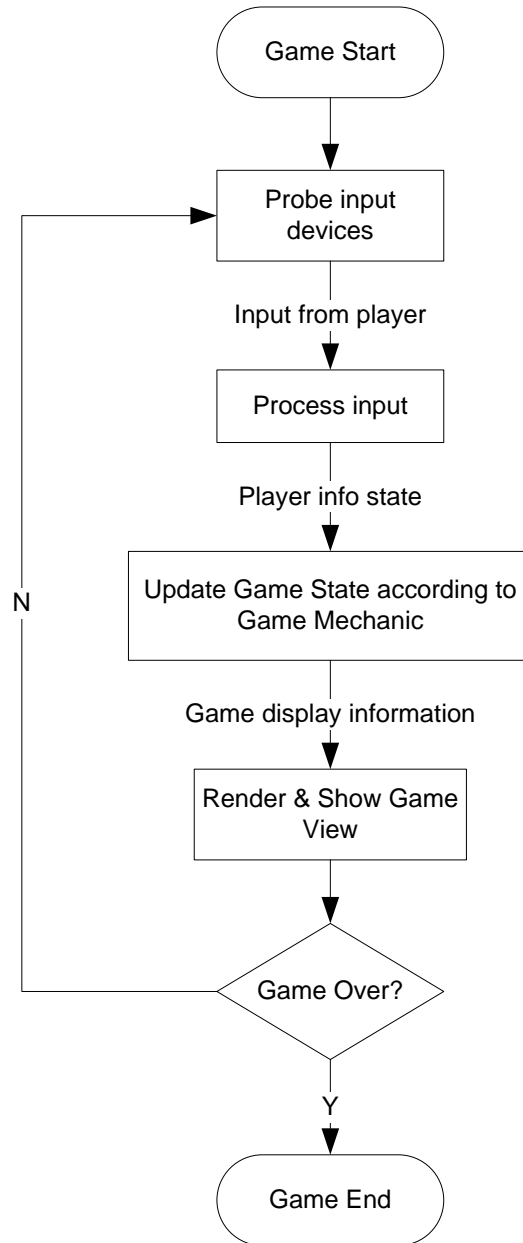 Game Start
Probe input
devices
Input from player
Process input
Player info state
Update Game State according to
Game Mechanic
N
Game display information
Render & Show Game
View
Game Over?
Y
Game End